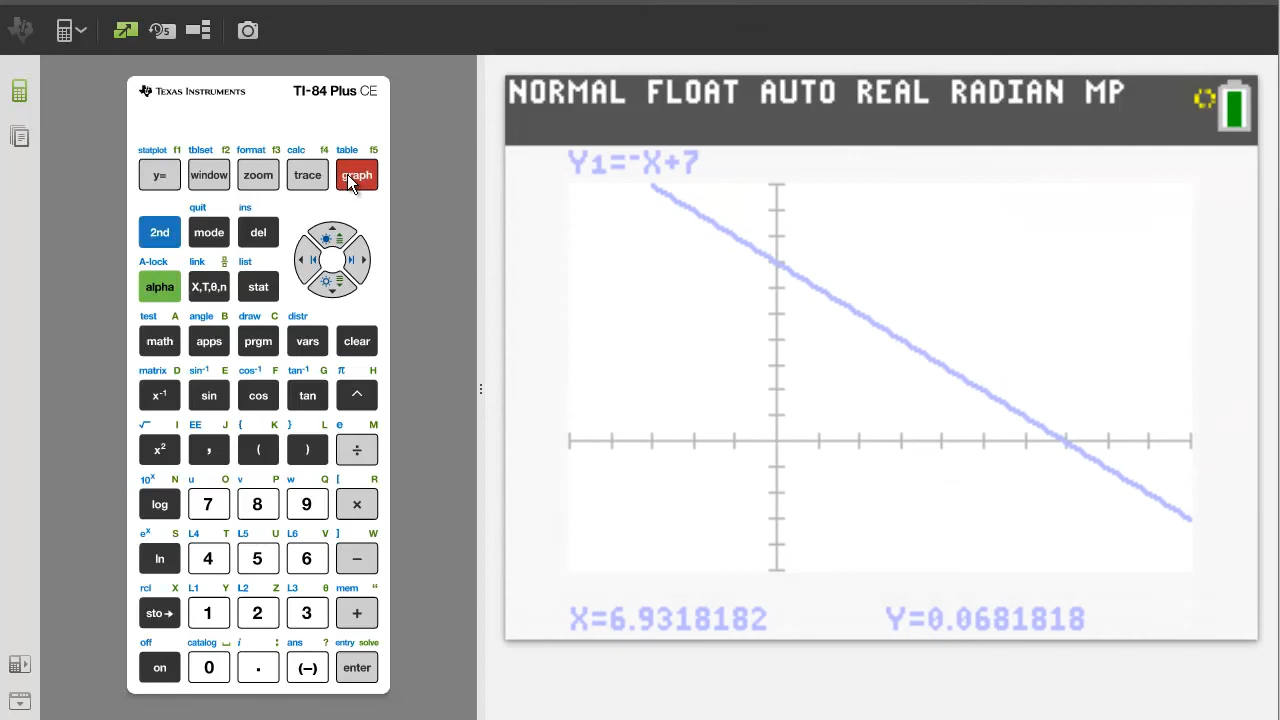 TEXAS INSTRUMENTS TI-84 Plus CE
statplot f1 tblset f2 format f3 calc f4 table f5
y= window zoom trace graph
quit ins
2nd mode del
A-lock link list
alpha X,T,θ,n stat
test A angle B draw C distr
math apps prgm vars clear
matrix D sin⁻¹ E cos⁻¹ F tan⁻¹ G π H
x⁻¹ sin cos tan ^
√ I EE J { K } L e M
x² , ( ) ÷
10ˣ N u O v P w Q [ R
log 7 8 9 ×
eˣ S L4 T L5 U L6 V ] W
ln 4 5 6 −
rcl X L1 Y L2 Z L3 θ mem “
sto→ 1 2 3 +
off catalog ␣ i : ans ? entry solve
on 0 . (−) enter
NORMAL FLOAT AUTO REAL RADIAN MP
Y1=-X+7
X=6.9318182 Y=0.0681818